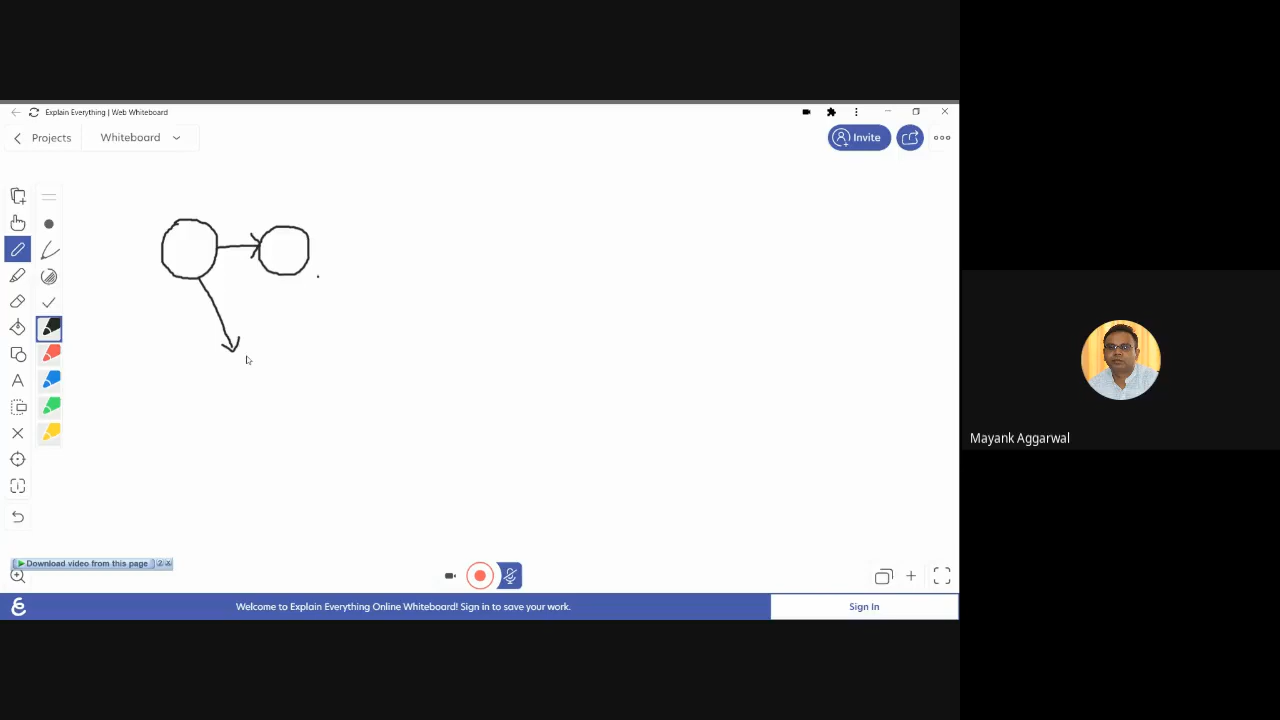 Explain Everything | Web Whiteboard
Projects
Whiteboard
Invite
A
Download video from this page
Welcome to Explain Everything Online Whiteboard! Sign in to save your work.
Sign In
Mayank Aggarwal